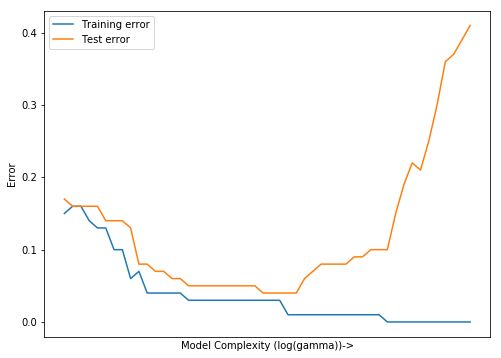 Training error
Test error
0.4
0.3
0.2
0.1
0.0
Error
Model Complexity (log(gamma))->